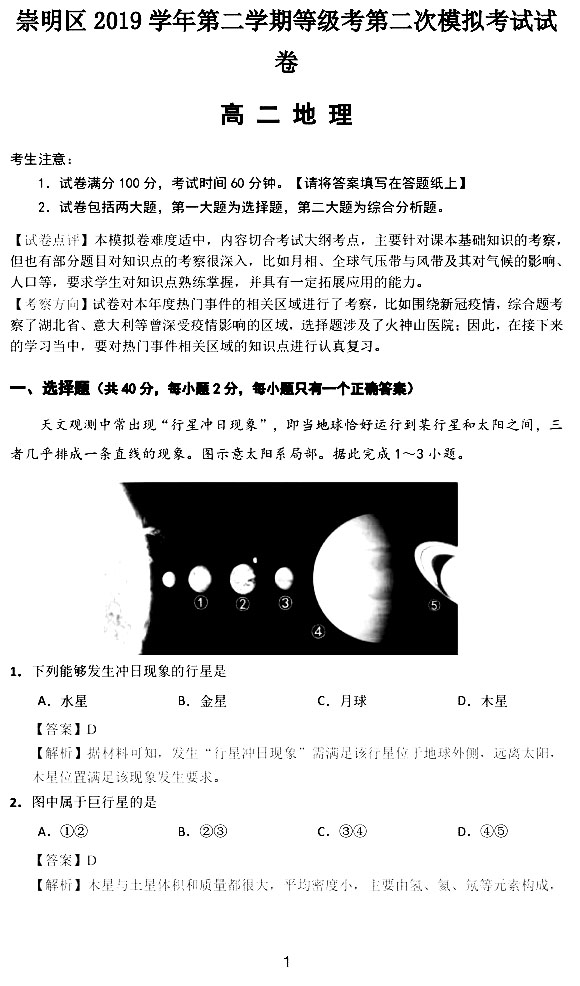 崇明区 2019 学年第二学期等级考第二次模拟考试试
卷
高 二 地 理
考生注意：
1．试卷满分 100 分，考试时间 60 分钟。【请将答案填写在答题纸上】
2．试卷包括两大题，第一大题为选择题，第二大题为综合分析题。
【试卷点评】本模拟卷难度适中，内容切合考试大纲考点，主要针对课本基础知识的考察，
但也有部分题目对知识点的考察很深入，比如月相、全球气压带与风带及其对气候的影响、
人口等，要求学生对知识点熟练掌握，并具有一定拓展应用的能力。
【考察方向】试卷对本年度热门事件的相关区域进行了考察，比如围绕新冠疫情，综合题考
察了湖北省、意大利等曾深受疫情影响的区域，选择题涉及了火神山医院；因此，在接下来
的学习当中，要对热门事件相关区域的知识点进行认真复习。
一、选择题（共 40 分，每小题 2 分，每小题只有一个正确答案）
天文观测中常出现“行星冲日现象”，即当地球恰好运行到某行星和太阳之间，三
者几乎排成一条直线的现象。图示意太阳系局部。据此完成 1～3 小题。
① ② ③ ④ ⑤
1．下列能够发生冲日现象的行星是
A．水星 B．金星 C．月球 D．木星
【答案】D
【解析】据材料可知，发生“行星冲日现象”需满足该行星位于地球外侧，远离太阳，
木星位置满足该现象发生要求。
2．图中属于巨行星的是
A．①② B．②③ C．③④ D．④⑤
【答案】D
【解析】木星与土星体积和质量都很大，平均密度小，主要由氢、氦、氖等元素构成，
1